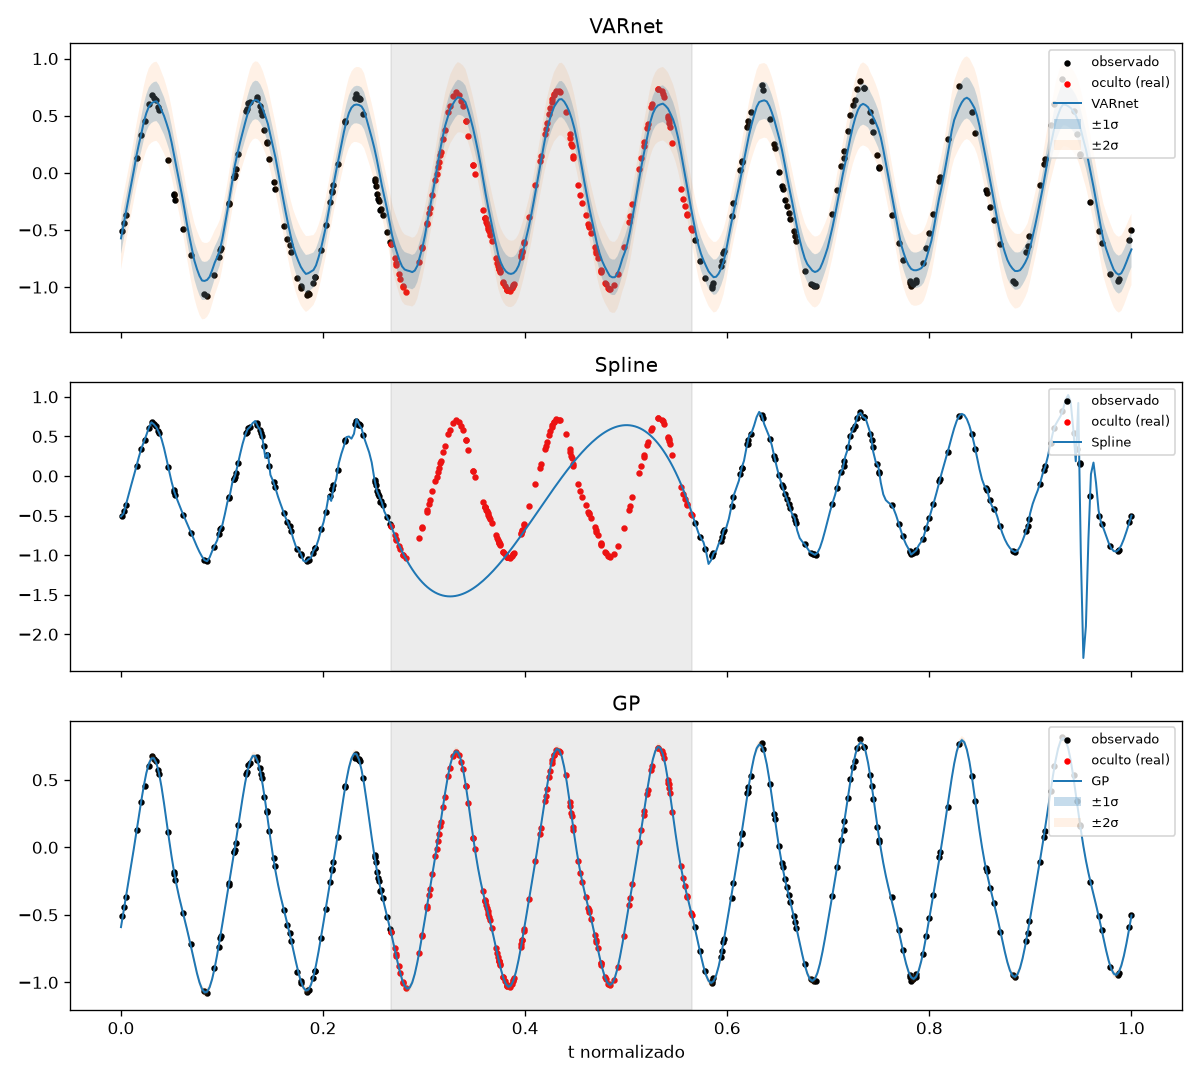 VARnet
1.0
0.5
0.0
−0.5
−1.0
observado
oculto (real)
VARnet
±1σ
±2σ
Spline
1.0
0.5
0.0
−0.5
−1.0
−1.5
−2.0
observado
oculto (real)
Spline
GP
0.5
0.0
−0.5
−1.0
observado
oculto (real)
GP
±1σ
±2σ
0.0 0.2 0.4 0.6 0.8 1.0
t normalizado